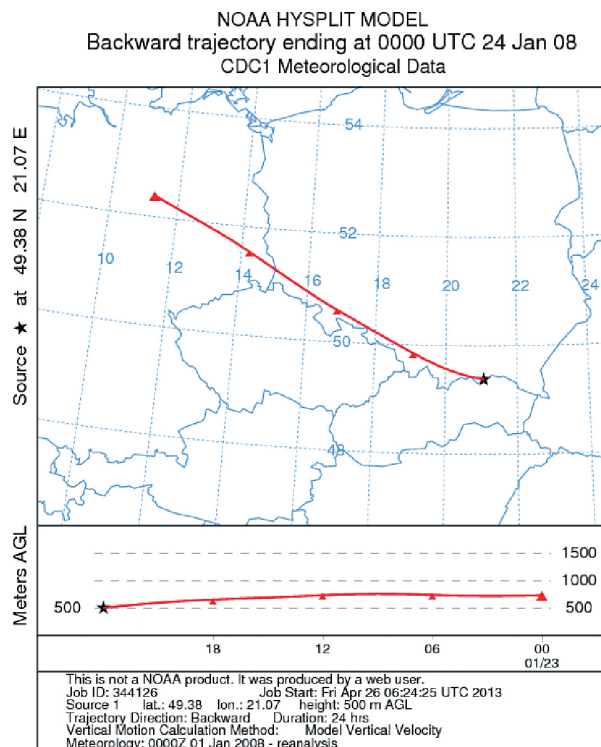 NOAA HYSPLIT MODEL
Backward trajectory ending at 0000 UTC 24 Jan 08
CDC1 Meteorological Data
Source ★ at 49.38 N 21.07 E
54
52
10 12 14 16 18 20 22 24
50
48
Meters AGL
1500
1000
500 500
18 12 06 00
01/23
This is not a NOAA product. It was produced by a web user.
Job ID: 344126 Job Start: Fri Apr 26 06:24:25 UTC 2013
Source 1 lat.: 49.38 lon.: 21.07 height: 500 m AGL
Trajectory Direction: Backward Duration: 24 hrs
Vertical Motion Calculation Method: Model Vertical Velocity
Meteorology: 0000Z 01 Jan 2008 - reanalysis